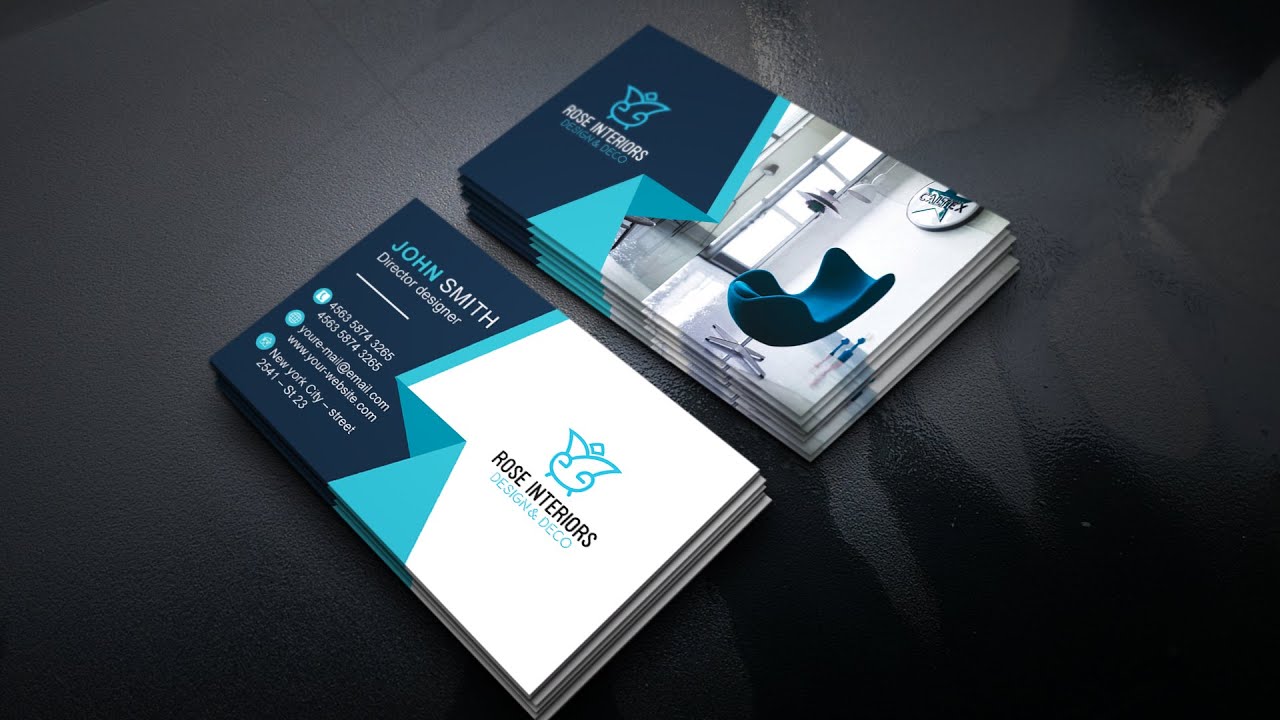 ROSE INTERIORS
DESIGN & DECO
CALTEX
JOHN SMITH
Director designer
4563 5874 3265
4563 5874 3265
youre-mail@email.com
www.your-website.com
New york City – street
2541 – St.23
ROSE INTERIORS
DESIGN & DECO